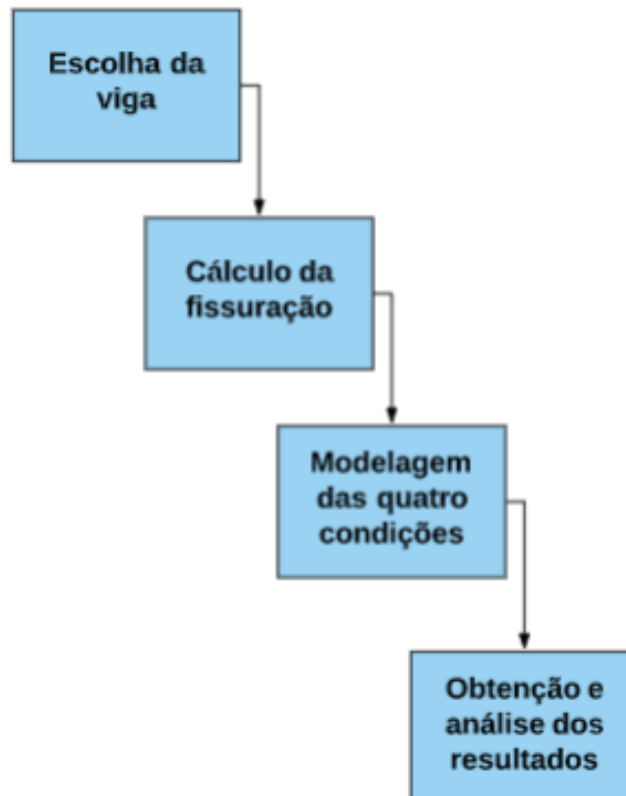 Escolha da
viga
Cálculo da
fissuração
Modelagem
das quatro
condições
Obtenção e
análise dos
resultados